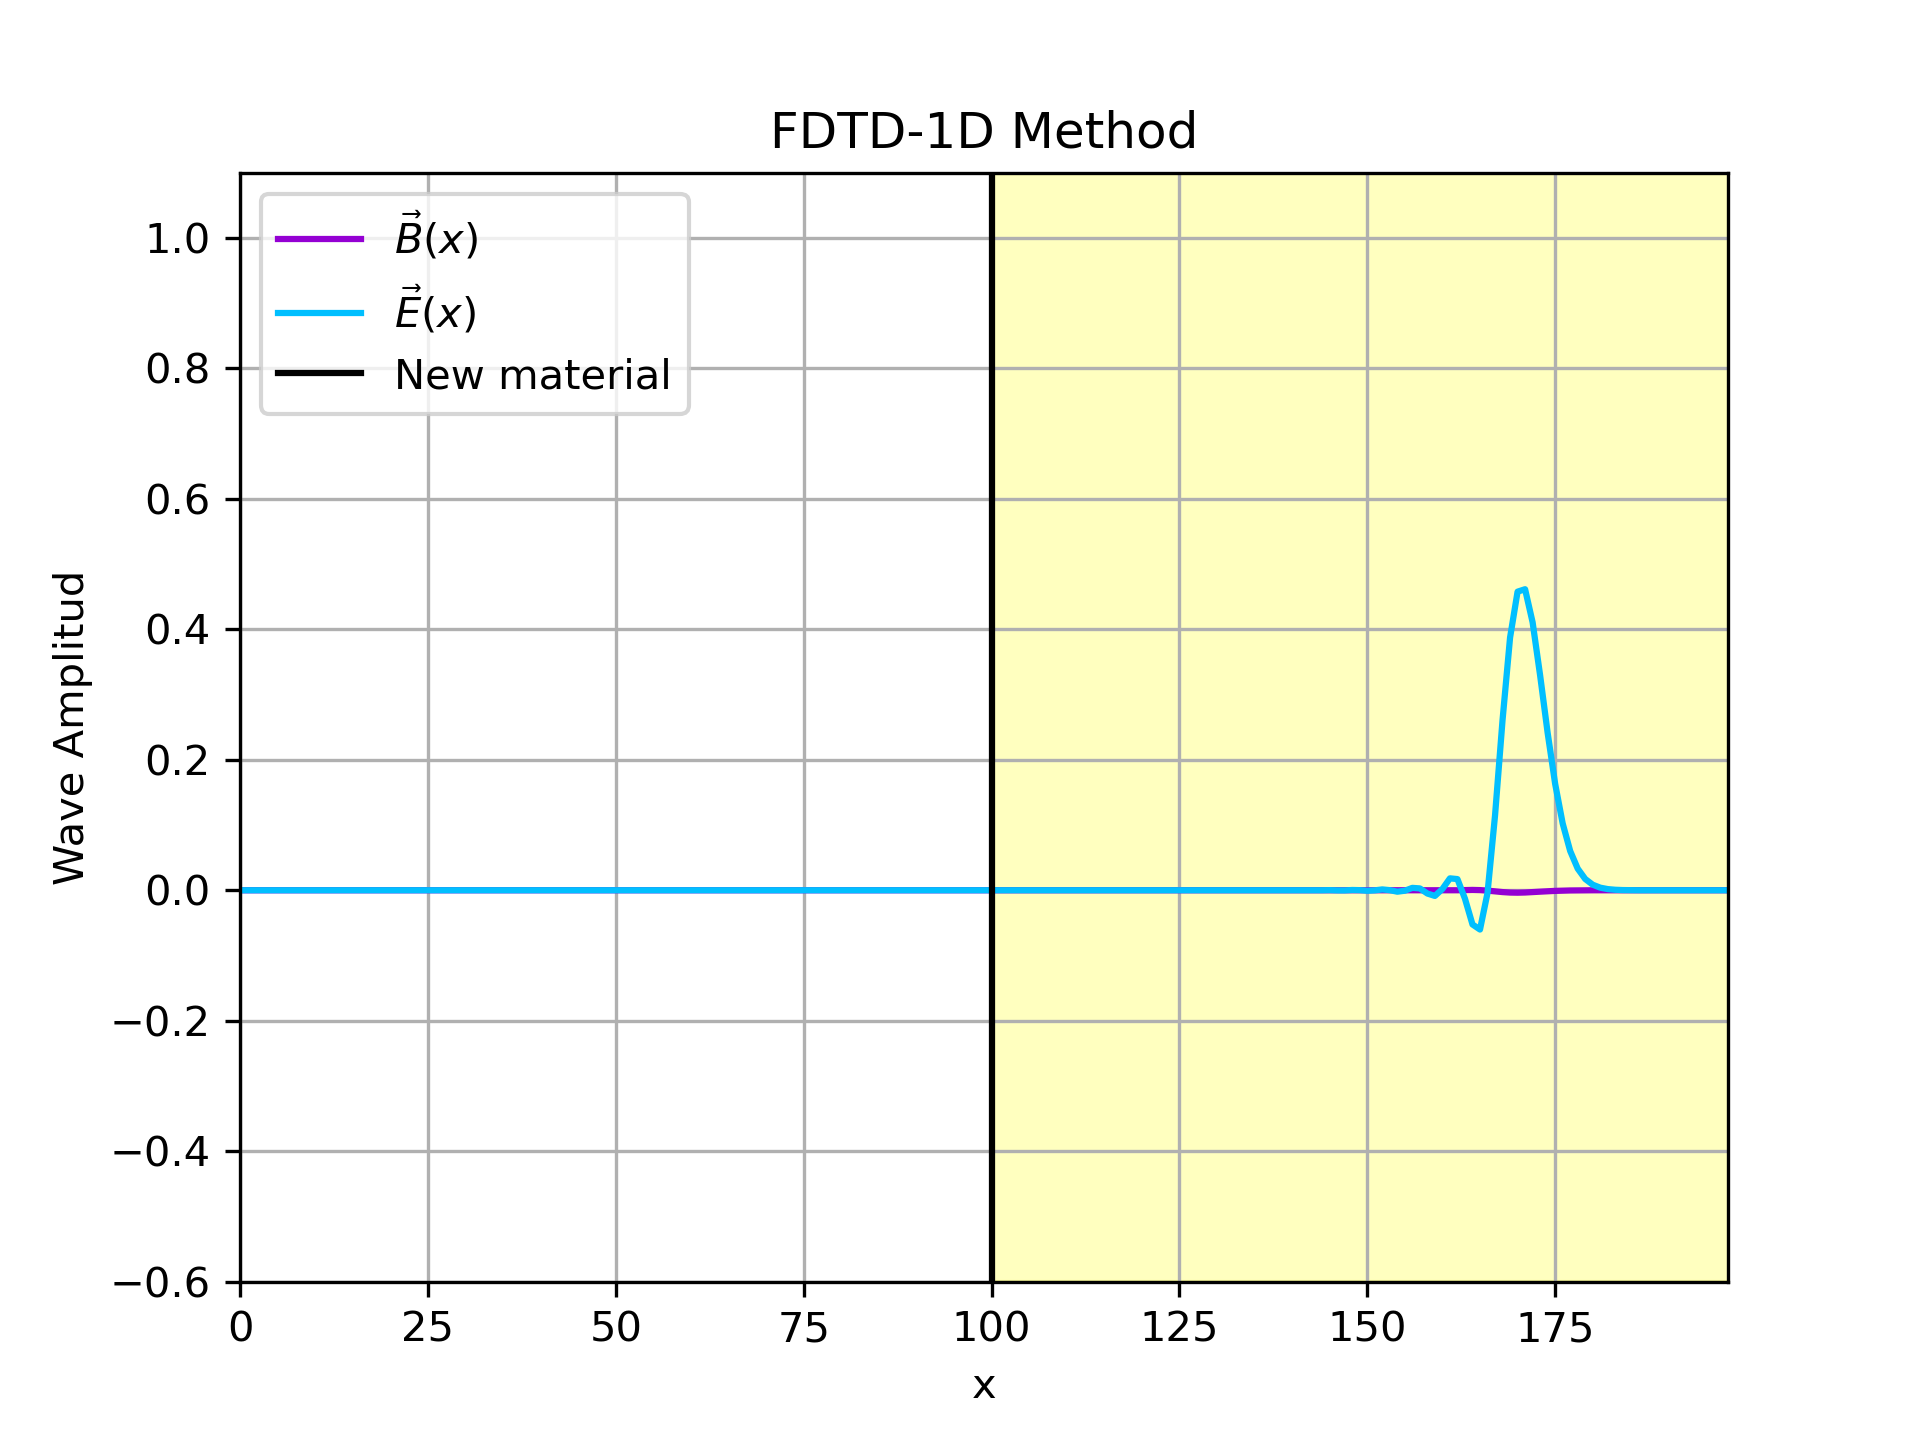 FDTD-1D Method
B⃗(x)
E⃗(x)
New material
1.0
0.8
0.6
0.4
0.2
0.0
−0.2
−0.4
−0.6
Wave Amplitud
0 25 50 75 100 125 150 175
x